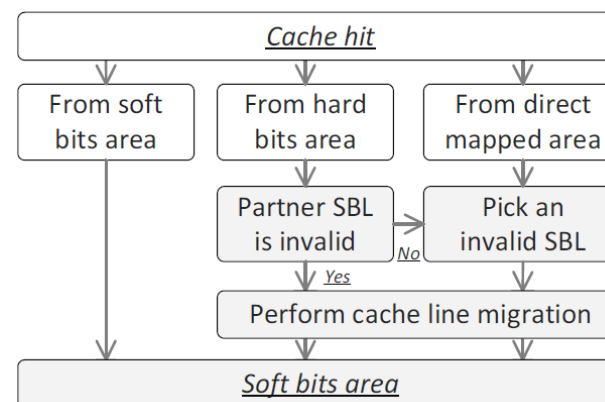 Cache hit
From soft
bits area
From hard
bits area
From direct
mapped area
Partner SBL
is invalid
No
Pick an
invalid SBL
Yes
Perform cache line migration
Soft bits area